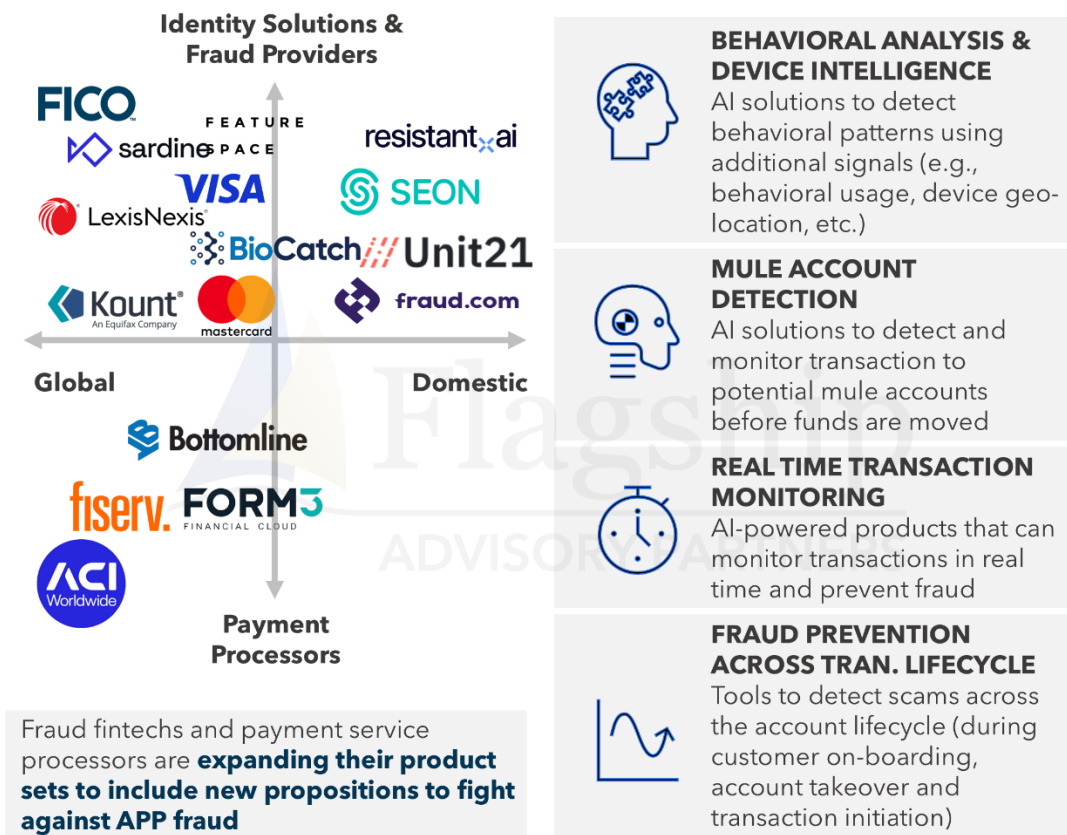 Identity Solutions &
Fraud Providers
FICO
™
FEATURE
SPACE
sardine
resistant ai
VISA
SEON
LexisNexis®
BioCatch
Unit21
Kount®
An Equifax Company
mastercard
fraud.com
Global
Domestic
Bottomline
fiserv.
FORM3
FINANCIAL CLOUD
ACI
Worldwide
Payment
Processors
Fraud fintechs and payment service
processors are expanding their product
sets to include new propositions to fight
against APP fraud
BEHAVIORAL ANALYSIS &
DEVICE INTELLIGENCE
AI solutions to detect
behavioral patterns using
additional signals (e.g.,
behavioral usage, device geo-
location, etc.)
MULE ACCOUNT
DETECTION
AI solutions to detect and
monitor transaction to
potential mule accounts
before funds are moved
REAL TIME TRANSACTION
MONITORING
AI-powered products that can
monitor transactions in real
time and prevent fraud
FRAUD PREVENTION
ACROSS TRAN. LIFECYCLE
Tools to detect scams across
the account lifecycle (during
customer on-boarding,
account takeover and
transaction initiation)
Flagship
ADVISORY PARTNERS